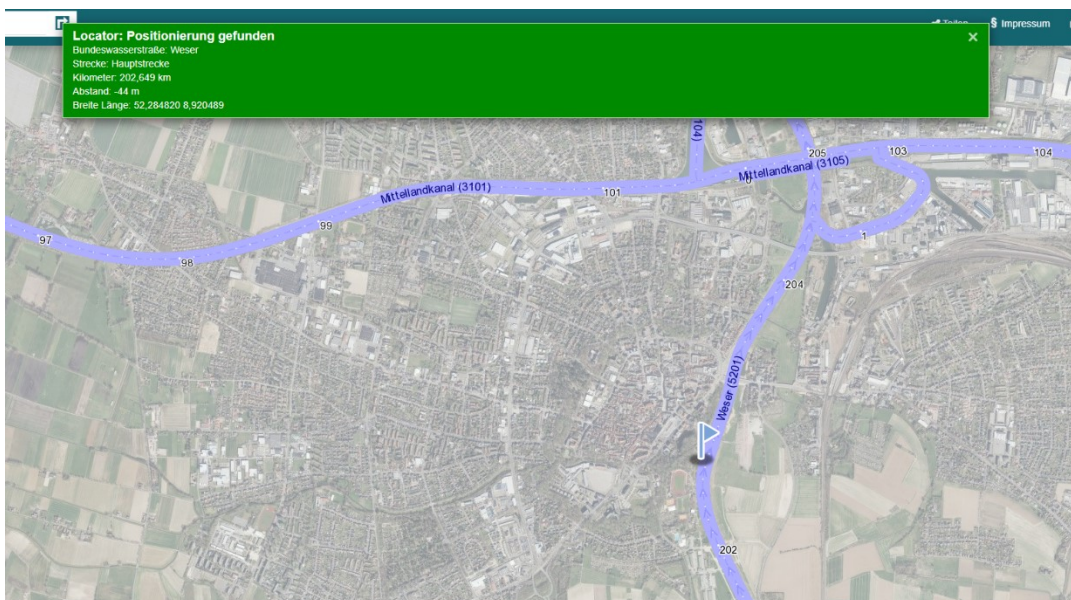 Teilen
§ Impressum
Locator: Positionierung gefunden
×
Bundeswasserstraße: Weser
Strecke: Hauptstrecke
Kilometer: 202,649 km
Abstand: -44 m
Breite Länge: 52,284820 8,920489
104)
205
103
104
Mittellandkanal (3105)
0
Mittellandkanal (3101)
101
99
97
98
1
204
Weser (5201)
202